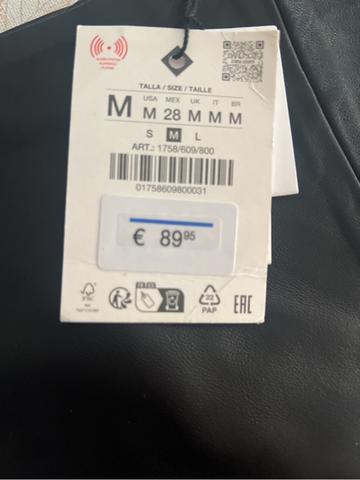 TALLA / SIZE / TAILLE
USA MEX UK IT BR
M M 28 M M M
S M L
ART.: 1758/609/800
01758609800031
€ 89 95
FSC
22
PAP
EAC